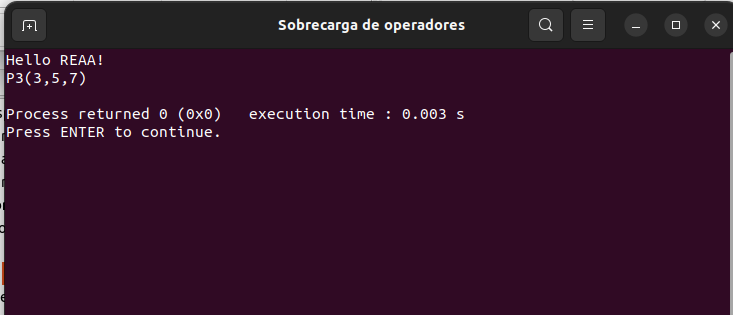 Sobrecarga de operadores
Hello REAA!
P3(3,5,7)
Process returned 0 (0x0)   execution time : 0.003 s
Press ENTER to continue.